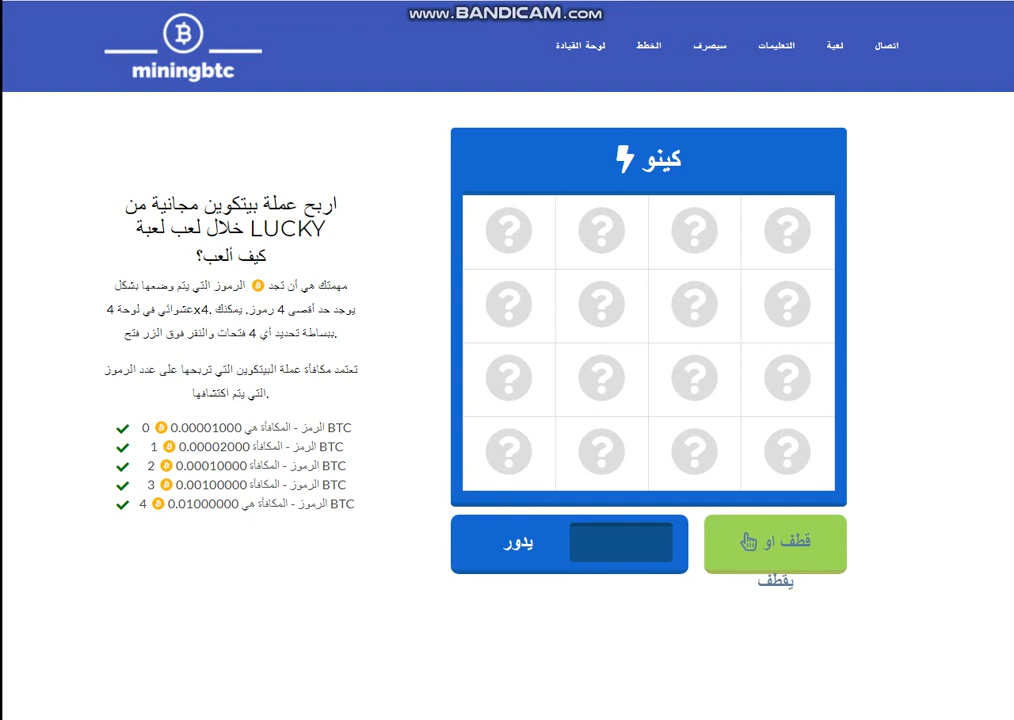 www.BANDICAM.com
miningbtc
اتصال
لعبة
التعليمات
سيصرف
الخطط
لوحة القيادة
كينو
اربح عملة بيتكوين مجانية من
خلال لعب لعبة LUCKY
كيف ألعب؟
مهمتك هي أن تجد الرموز التي يتم وضعها بشكل
عشوائي في لوحة 4x4. يوجد حد أقصى 4 رموز. يمكنك
ببساطة تحديد أي 4 فتحات والنقر فوق الزر فتح.
تعتمد مكافأة عملة البيتكوين التي تربحها على عدد الرموز
التي يتم اكتشافها.
0 الرمز - المكافأة هي 0.00001000 BTC
1 الرمز - المكافأة 0.00002000 BTC
2 الرموز - المكافأة 0.00010000 BTC
3 الرموز - المكافأة 0.00100000 BTC
4 الرموز - المكافأة هي 0.01000000 BTC
يدور
قطف او
يقطف